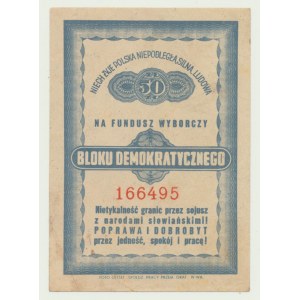 NIECH ŻYJE POLSKA NIEPODLEGŁA, SILNA, LUDOWA
50
NA FUNDUSZ WYBORCZY
BLOKU DEMOKRATYCZNEGO
166495
Nietykalność granic przez sojusz
z narodami słowiańskimi!
POPRAWA i DOBROBYT
przez jedność, spokój i pracę!